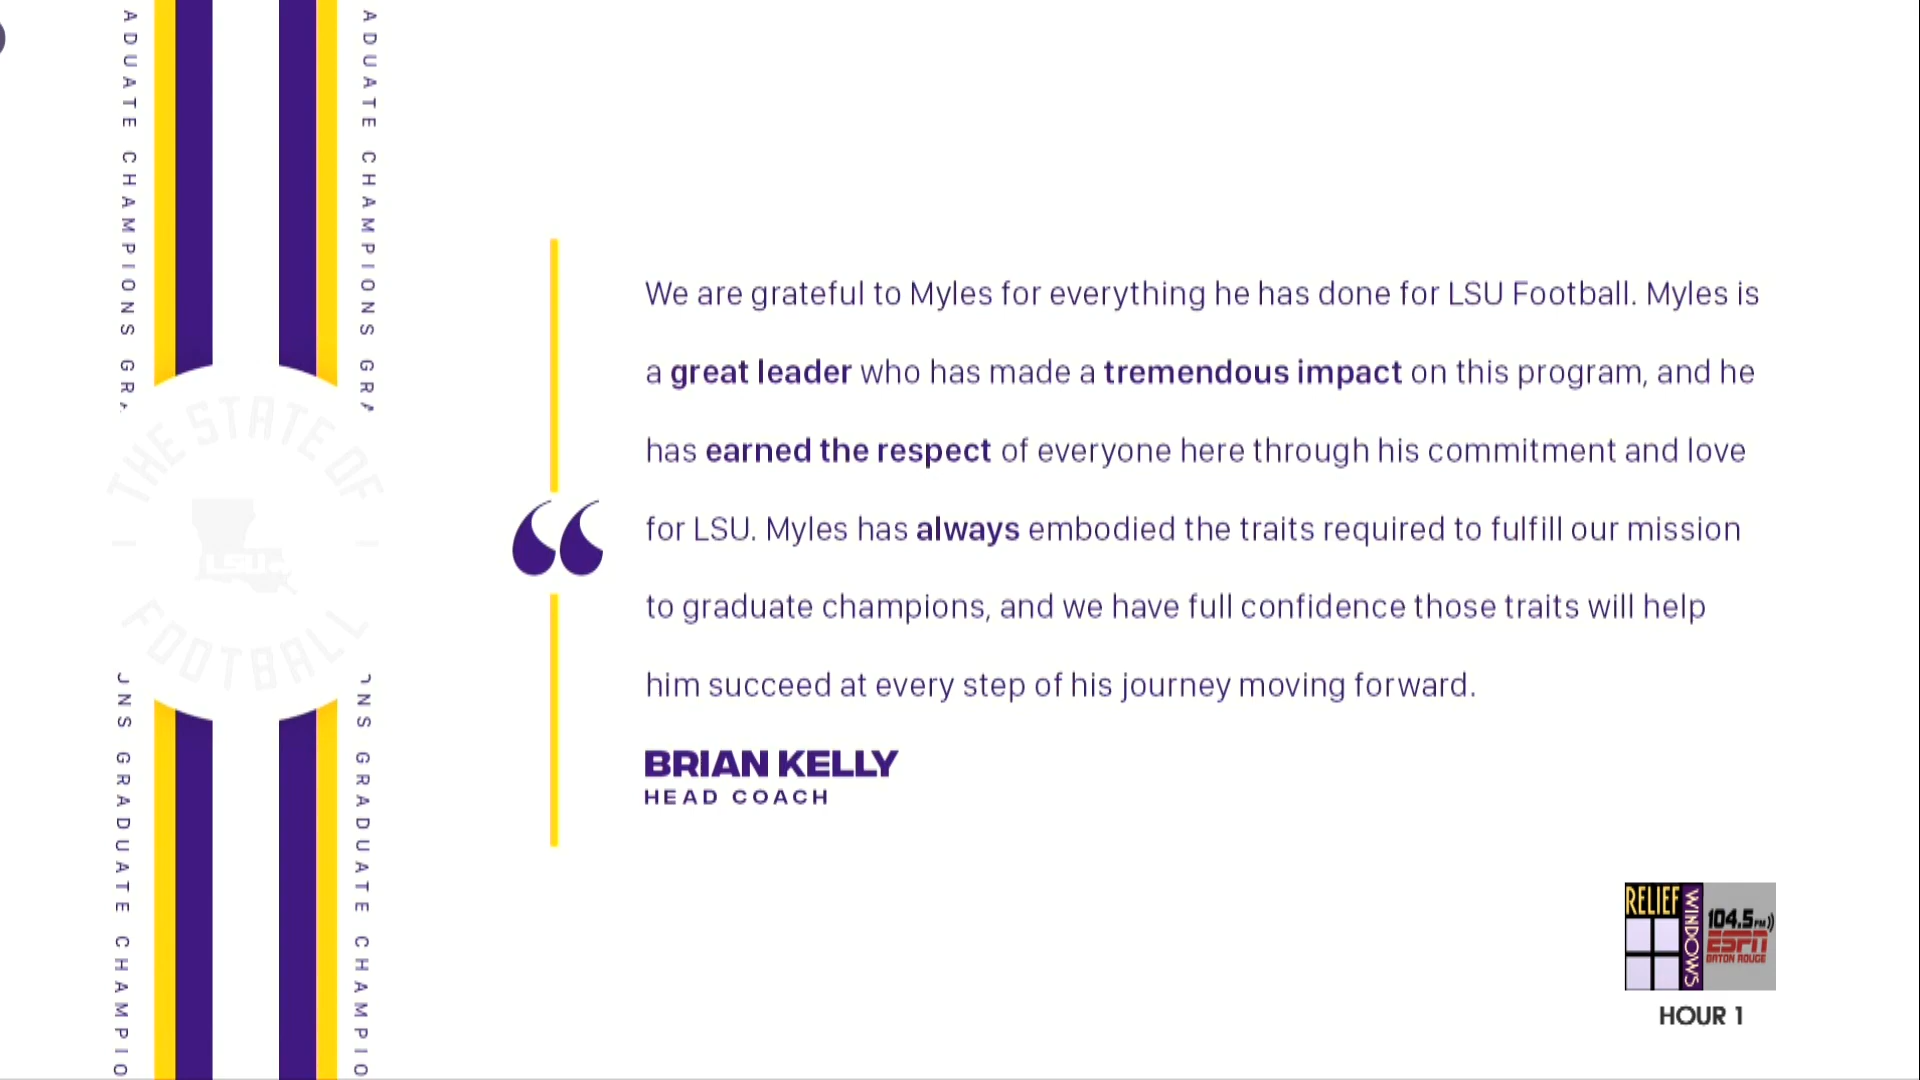 ADUATE CHAMPIONS GRA
ADUATE CHAMPIONS GRA
THE STATE OF
LSU
FOOTBALL
ONS GRADUATE CHAMPIO
ONS GRADUATE CHAMPIO
We are grateful to Myles for everything he has done for LSU Football. Myles is
a great leader who has made a tremendous impact on this program, and he
has earned the respect of everyone here through his commitment and love
for LSU. Myles has always embodied the traits required to fulfill our mission
to graduate champions, and we have full confidence those traits will help
him succeed at every step of his journey moving forward.
BRIAN KELLY
HEAD COACH
RELIEF
WINDOWS
104.5 FM
ESPN
BATON ROUGE
HOUR 1